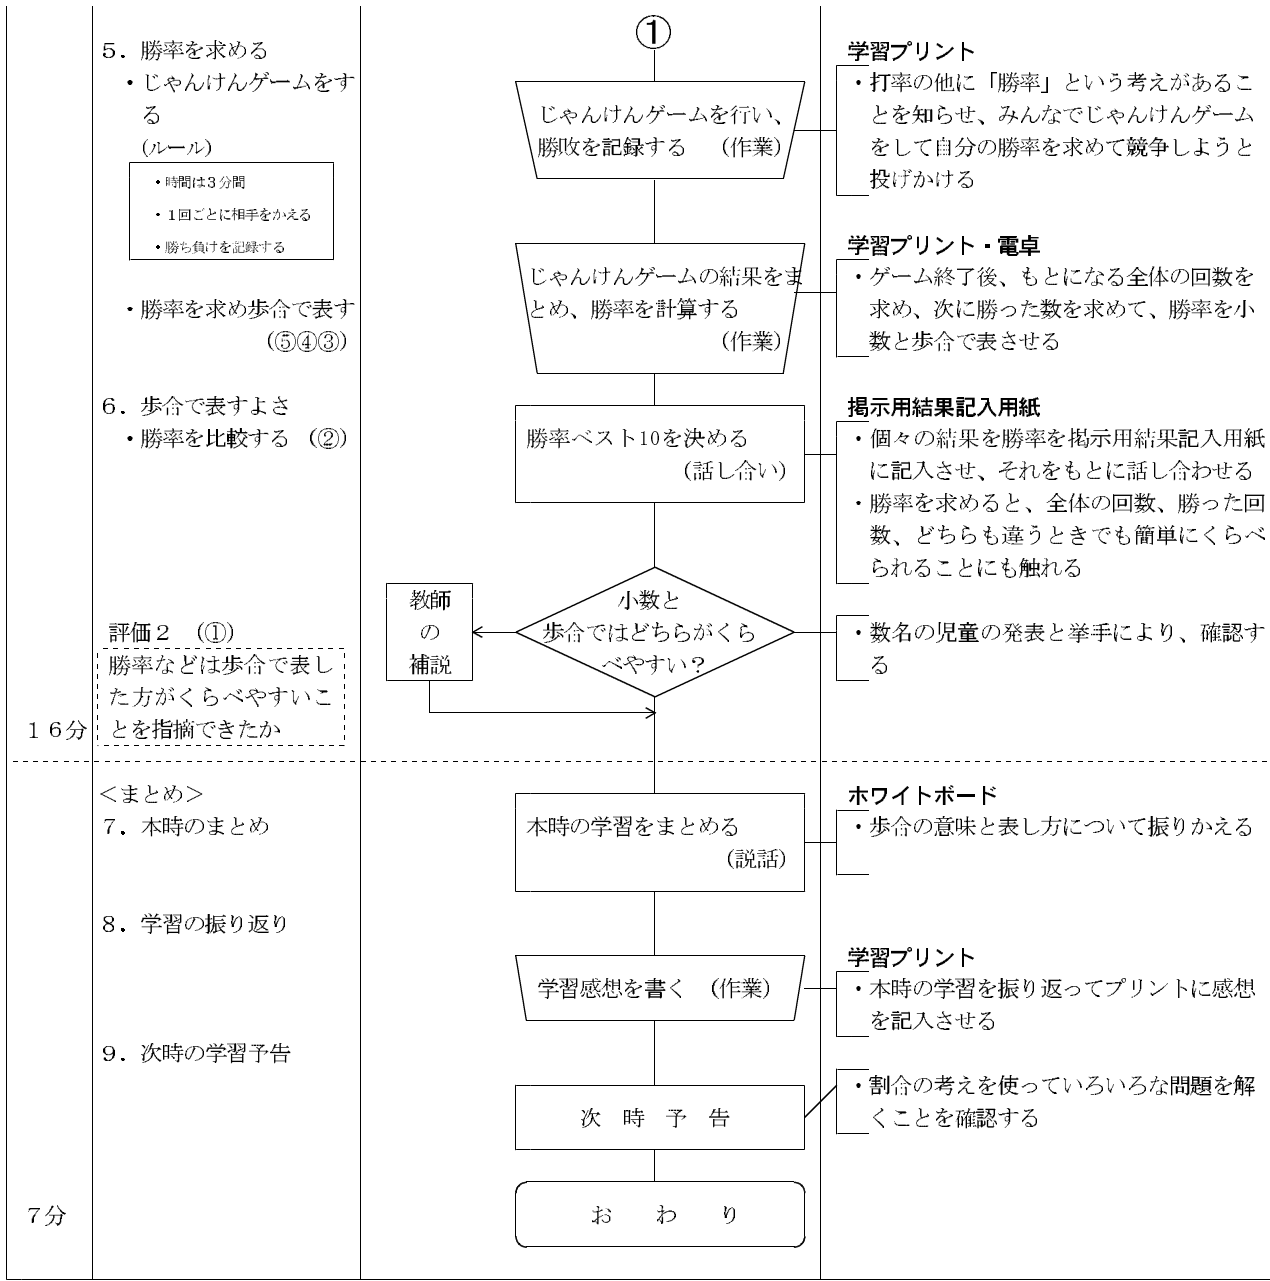 ①
5．勝率を求める
・じゃんけんゲームをす
る
(ルール)
・時間は３分間
・１回ごとに相手をかえる
・勝ち負けを記録する
・勝率を求め歩合で表す
(⑤④③)
6．歩合で表すよさ
・勝率を比較する　(②)
評価２　(①)
勝率などは歩合で表し
た方がくらべやすいこ
とを指摘できたか
１６分
じゃんけんゲームを行い、
勝敗を記録する　(作業)
じゃんけんゲームの結果をま
とめ、勝率を計算する
(作業)
勝率ベスト10を決める
(話し合い)
小数と
歩合ではどちらがくら
べやすい？
教師
の
補説
学習プリント
・打率の他に「勝率」という考えがあるこ
とを知らせ、みんなでじゃんけんゲーム
をして自分の勝率を求めて競争しようと
投げかける
学習プリント・電卓
・ゲーム終了後、もとになる全体の回数を
求め、次に勝った数を求めて、勝率を小
数と歩合で表させる
掲示用結果記入用紙
・個々の結果を勝率を掲示用結果記入用紙
に記入させ、それをもとに話し合わせる
・勝率を求めると、全体の回数、勝った回
数、どちらも違うときでも簡単にくらべ
られることにも触れる
・数名の児童の発表と挙手により、確認す
る
＜まとめ＞
7．本時のまとめ
8．学習の振り返り
9．次時の学習予告
７分
本時の学習をまとめる
(説話)
学習感想を書く　(作業)
次　時　予　告
お　わ　り
ホワイトボード
・歩合の意味と表し方について振りかえる
学習プリント
・本時の学習を振り返ってプリントに感想
を記入させる
・割合の考えを使っていろいろな問題を解
くことを確認する